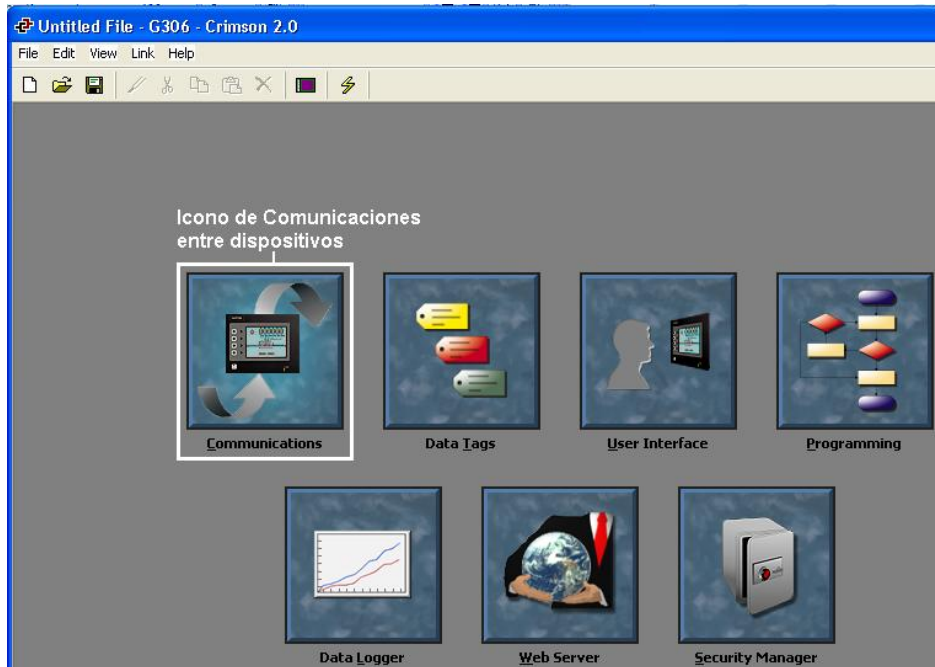 Untitled File - G306 - Crimson 2.0
File Edit View Link Help
Icono de Comunicaciones
entre dispositivos
Communications
Data Tags
User Interface
Programming
Data Logger
Web Server
Security Manager